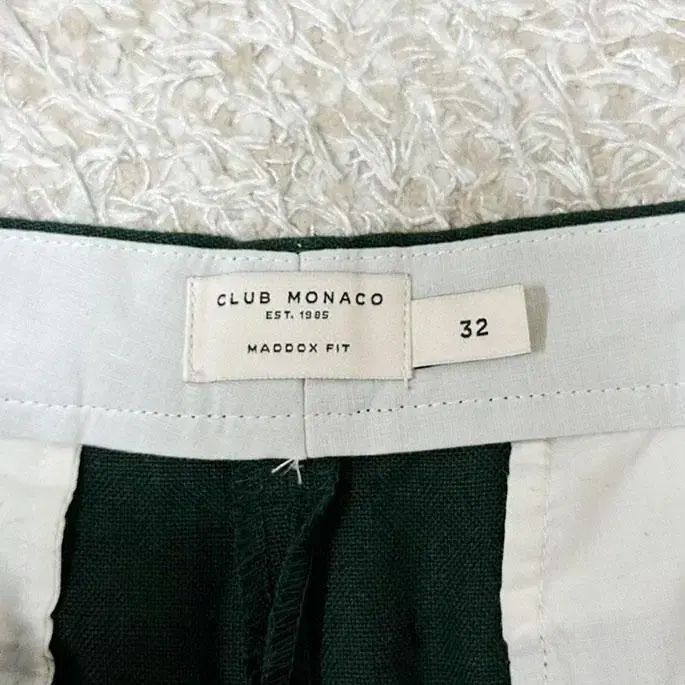 CLUB MONACO
EST. 1985
MADDOX FIT
32